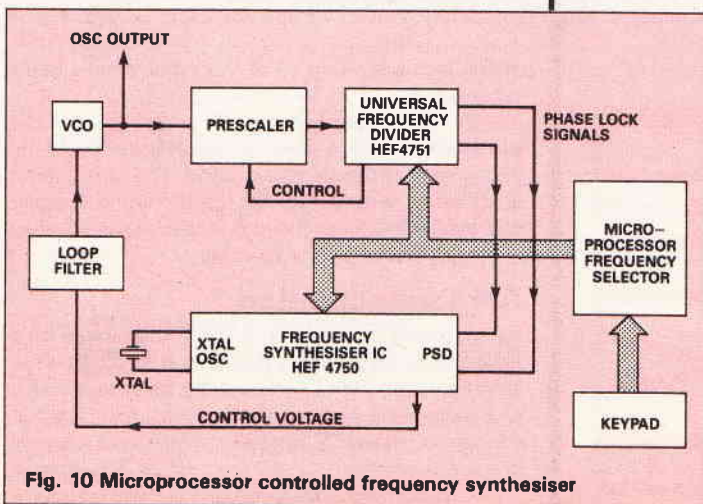 OSC OUTPUT
VCO
PRESCALER
UNIVERSAL
FREQUENCY
DIVIDER
HEF4751
PHASE LOCK
SIGNALS
CONTROL
LOOP
FILTER
MICRO-
PROCESSOR
FREQUENCY
SELECTOR
XTAL
OSC
FREQUENCY
SYNTHESISER IC
HEF 4750
PSD
XTAL
CONTROL VOLTAGE
KEYPAD
Fig. 10 Microprocessor controlled frequency synthesiser